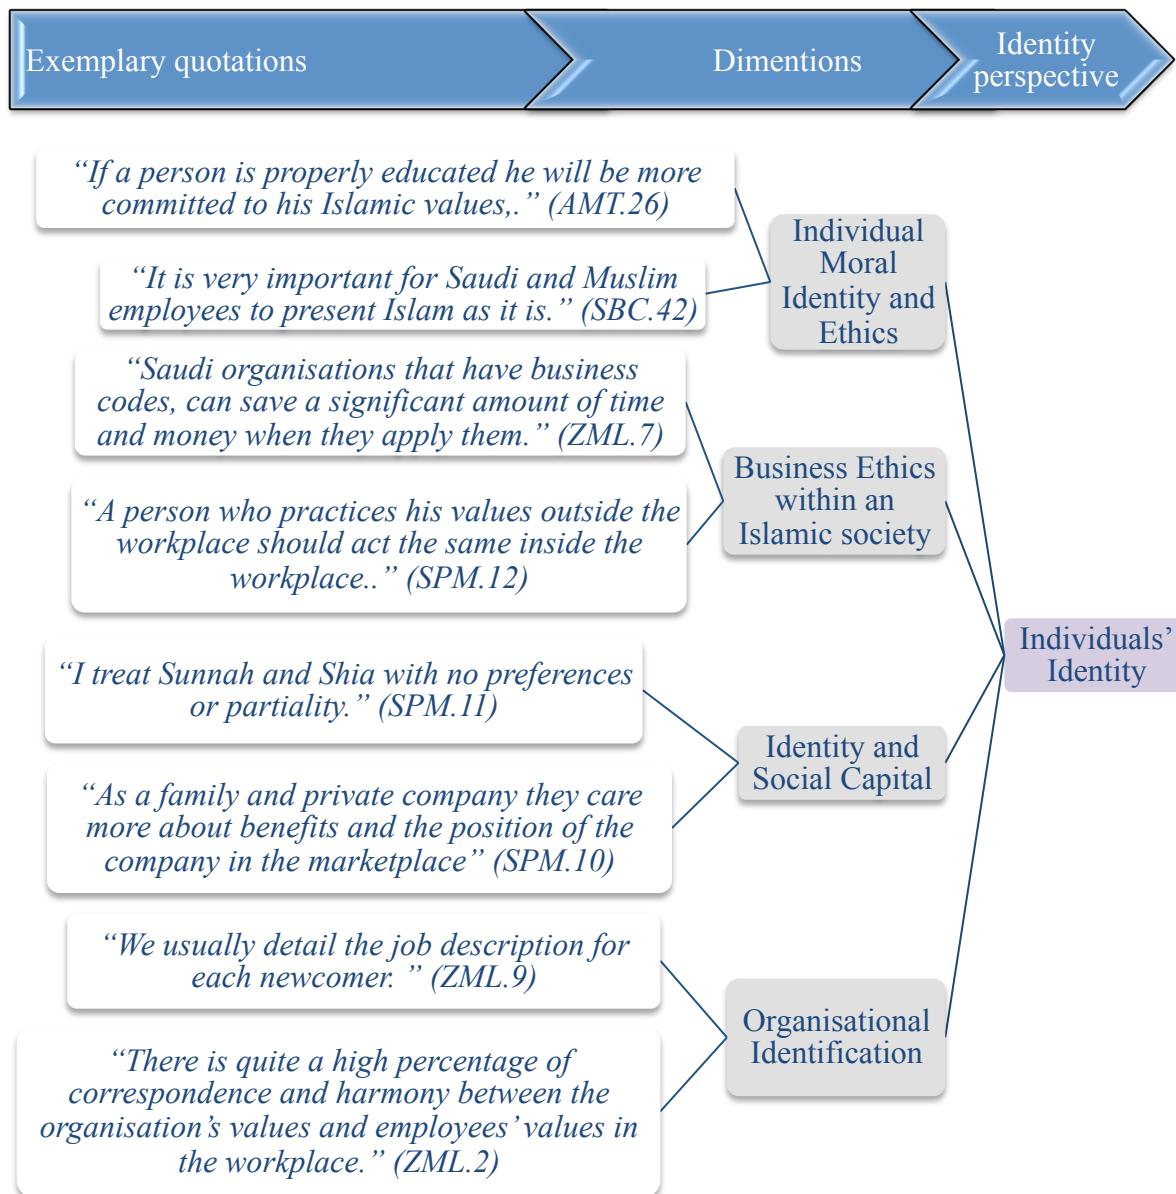 Exemplary quotations
Dimentions
Identity
perspective
“If a person is properly educated he will be more
committed to his Islamic values,.” (AMT.26)
“It is very important for Saudi and Muslim
employees to present Islam as it is.” (SBC.42)
Individual
Moral
Identity and
Ethics
“Saudi organisations that have business
codes, can save a significant amount of time
and money when they apply them.” (ZML.7)
“A person who practices his values outside the
workplace should act the same inside the
workplace..” (SPM.12)
Business Ethics
within an
Islamic society
“I treat Sunnah and Shia with no preferences
or partiality.” (SPM.11)
“As a family and private company they care
more about benefits and the position of the
company in the marketplace” (SPM.10)
Identity and
Social Capital
“We usually detail the job description for
each newcomer. ” (ZML.9)
“There is quite a high percentage of
correspondence and harmony between the
organisation’s values and employees’ values in
the workplace.” (ZML.2)
Organisational
Identification
Individuals’
Identity